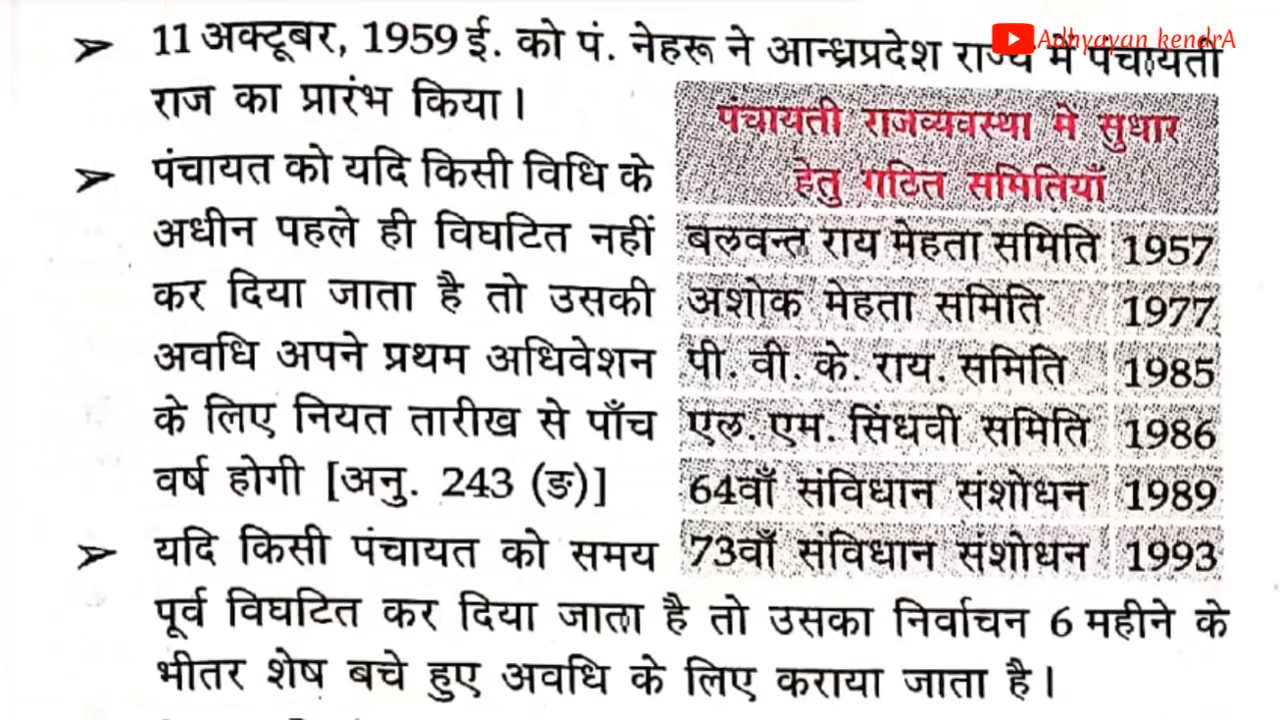 Adhyayan kendrA
➢ 11 अक्टूबर, 1959 ई. को पं. नेहरू ने आन्ध्रप्रदेश राज्य में पंचायती
राज का प्रारंभ किया।
➢ पंचायत को यदि किसी विधि के
अधीन पहले ही विघटित नहीं
कर दिया जाता है तो उसकी
अवधि अपने प्रथम अधिवेशन
के लिए नियत तारीख से पाँच
वर्ष होगी [अनु. 243 (ङ)]
पंचायती राजव्यवस्था मे सुधार
हेतु गठित समितियाँ
बलवन्त राय मेहता समिति 1957
अशोक मेहता समिति 1977
पी. वी. के. राय. समिति 1985
एल. एम. सिंधवी समिति 1986
64वाँ संविधान संशोधन 1989
73वाँ संविधान संशोधन 1993
➢ यदि किसी पंचायत को समय
पूर्व विघटित कर दिया जाता है तो उसका निर्वाचन 6 महीने के
भीतर शेष बचे हुए अवधि के लिए कराया जाता है।